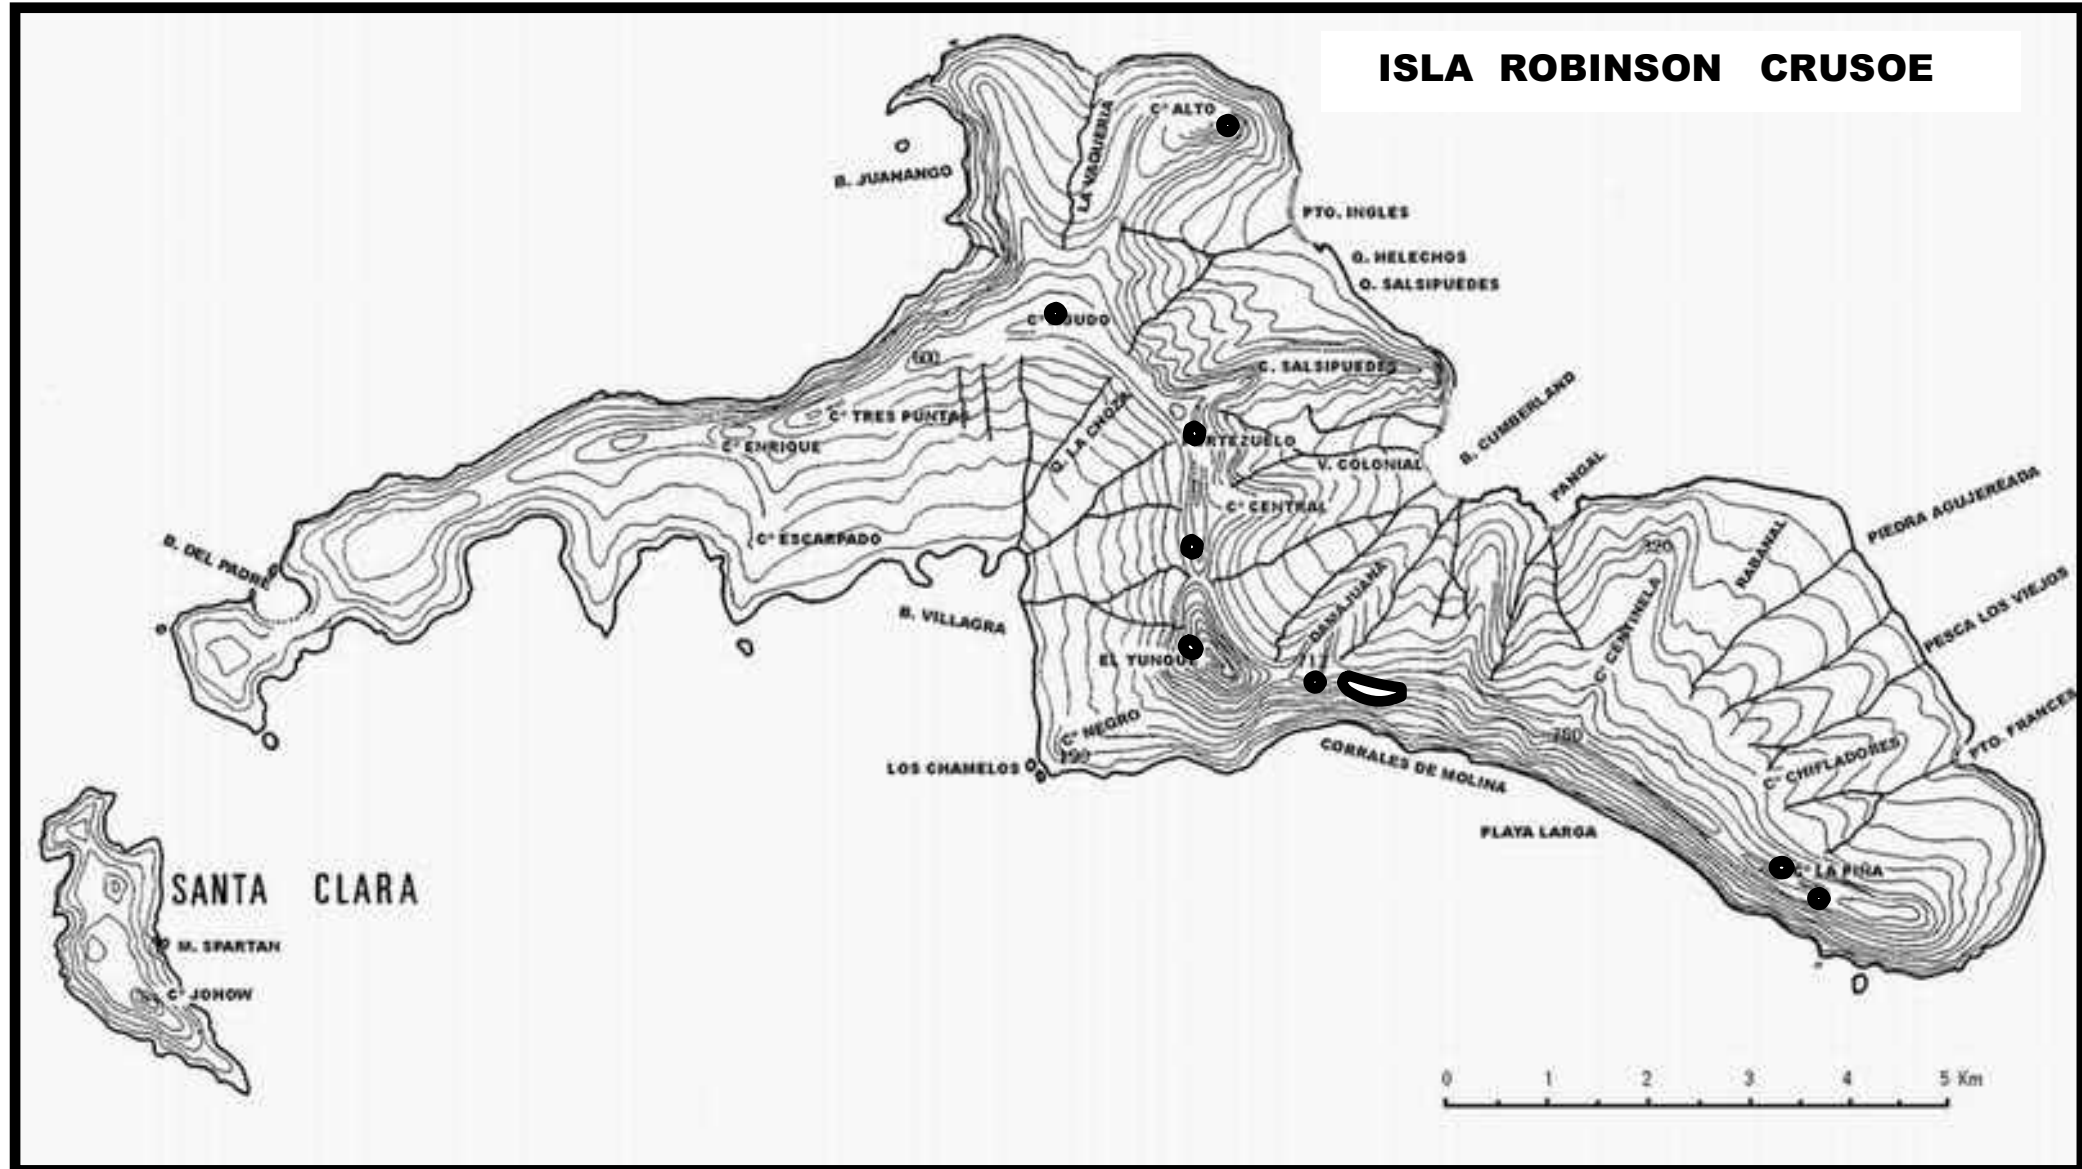 ISLA ROBINSON CRUSOE
Cº ALTO
LA VAQUERIA
B. JUANANGO
PTO. INGLES
Q. HELECHOS
Q. SALSIPUEDES
600
C. SALSIPUEDES
Cº TRES PUNTAS
Cº ENRIQUE
Q. LA CHOZA
V. COLONIAL
B. CUMBERLAND
PANGAL
Cº CENTRAL
PIEDRA AGUJEREADA
Cº ESCARPADO
B. DEL PADRE
RABANAL
DAMAJUANA
Cº CENTINELA
PESCA LOS VIEJOS
B. VILLAGRA
EL YUNQUE
PTO. FRANCES
Cº NEGRO
LOS CHAMELOS
CORRALES DE MOLINA
Cº CHIFLADORES
PLAYA LARGA
Cº LA PIÑA
SANTA CLARA
M. SPARTAN
Cº JOHOW
0 1 2 3 4 5 Km